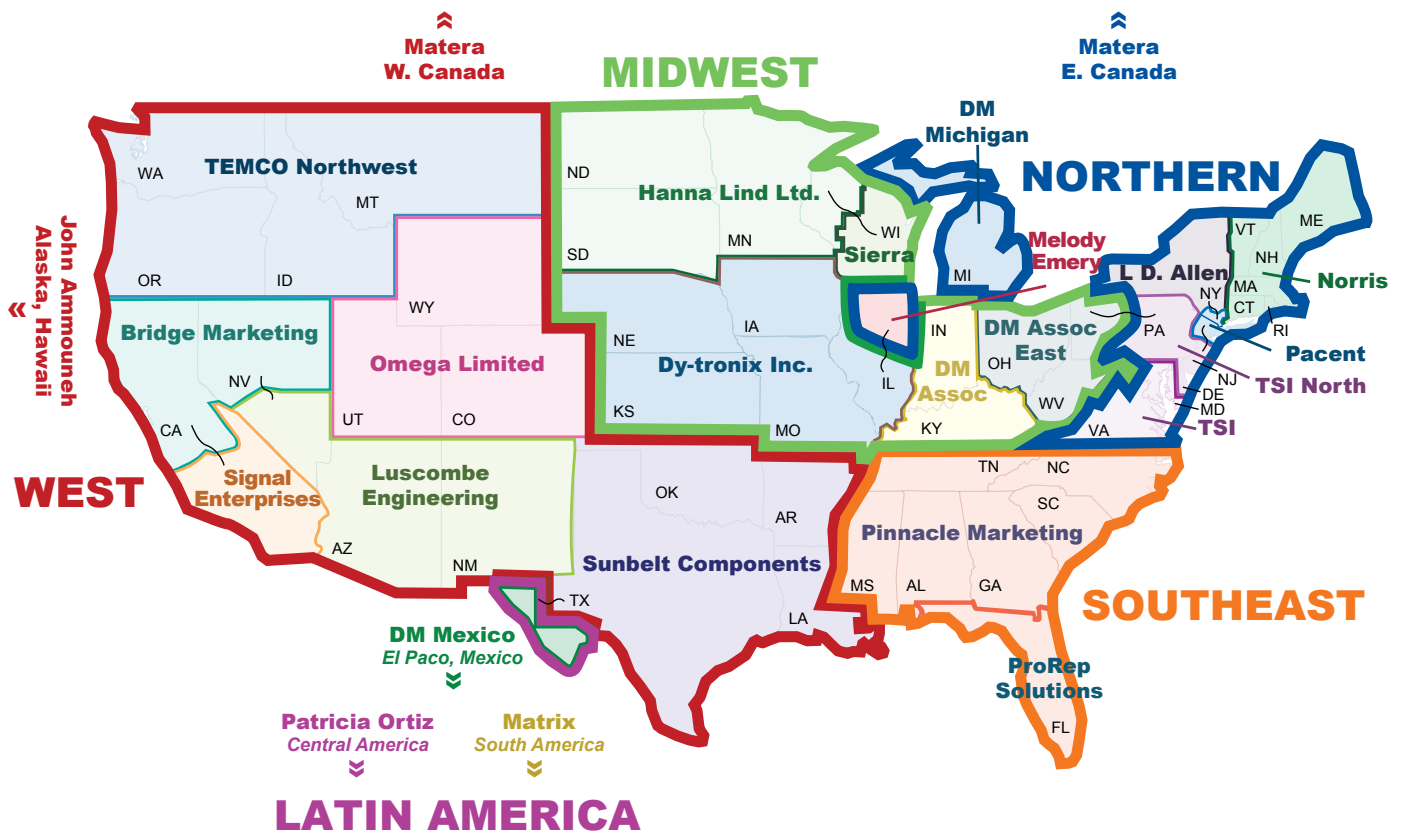 Matera
W. Canada
Matera
E. Canada
MIDWEST
DM
Michigan
NORTHERN
WA
TEMCO Northwest
MT
OR
ID
ND
Hanna Lind Ltd.
SD
MN
WI
Sierra
MI
Melody
Emery
L D. Allen
VT
ME
NH
MA
NY
CT
RI
Norris
John Ammouneh
Alaska, Hawaii
Bridge Marketing
NV
CA
WY
Omega Limited
UT
CO
NE
IA
Dy-tronix Inc.
KS
MO
IL
IN
DM
Assoc
KY
DM Assoc
East
OH
WV
PA
Pacent
TSI North
NJ
DE
MD
TSI
VA
WEST
Signal
Enterprises
Luscombe
Engineering
AZ
NM
OK
AR
Sunbelt Components
TX
LA
TN
NC
SC
Pinnacle Marketing
MS
AL
GA
SOUTHEAST
ProRep
Solutions
FL
DM Mexico
El Paco, Mexico
Patricia Ortiz
Central America
Matrix
South America
LATIN AMERICA